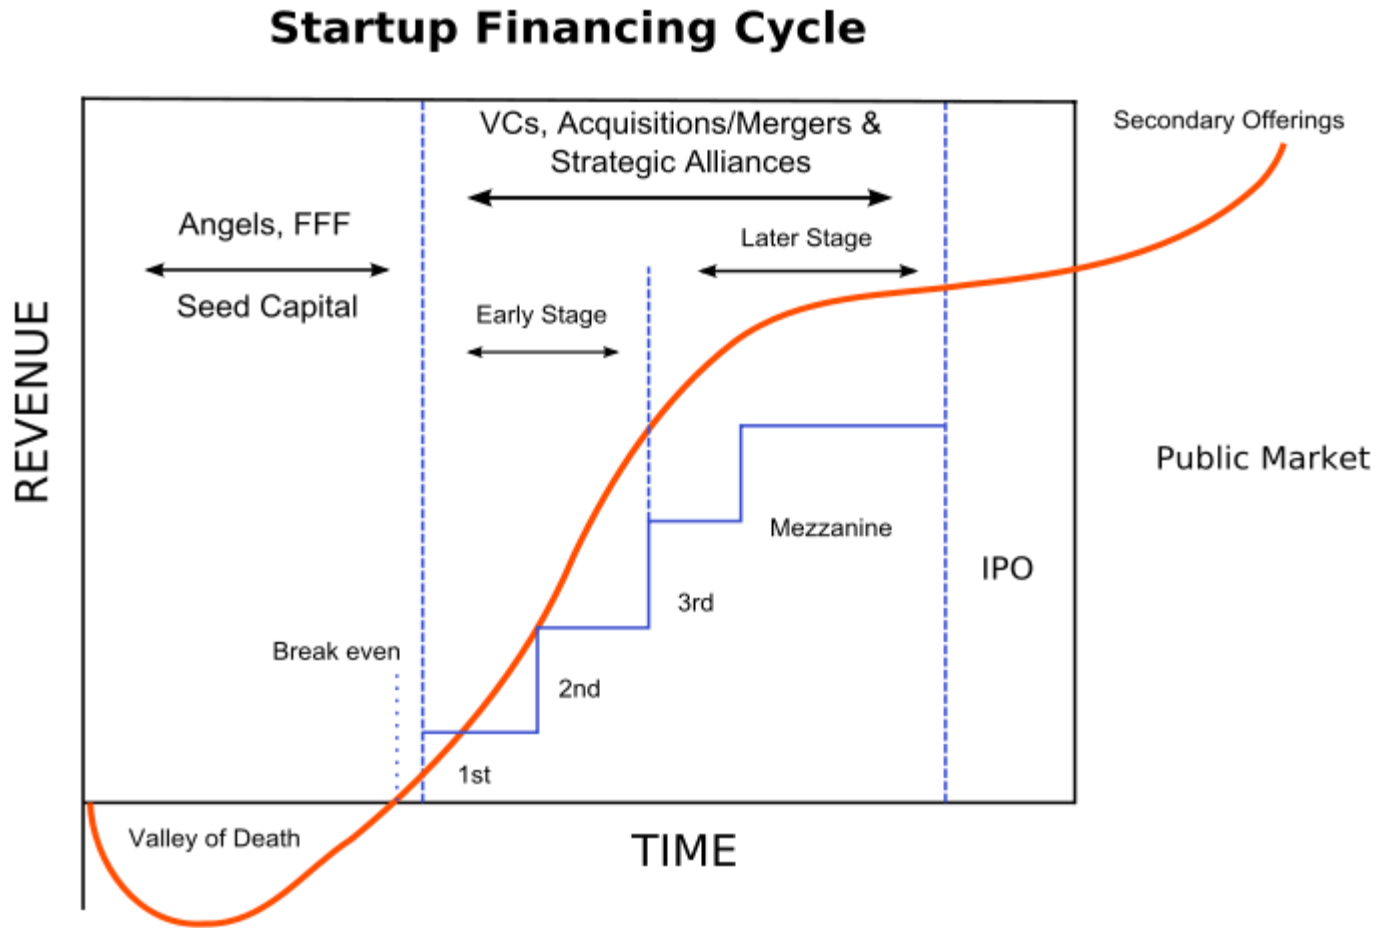 Startup Financing Cycle
VCs, Acquisitions/Mergers &
Strategic Alliances
Secondary Offerings
Angels, FFF
Seed Capital
Later Stage
Early Stage
REVENUE
Public Market
Mezzanine
IPO
3rd
Break even
2nd
1st
Valley of Death
TIME